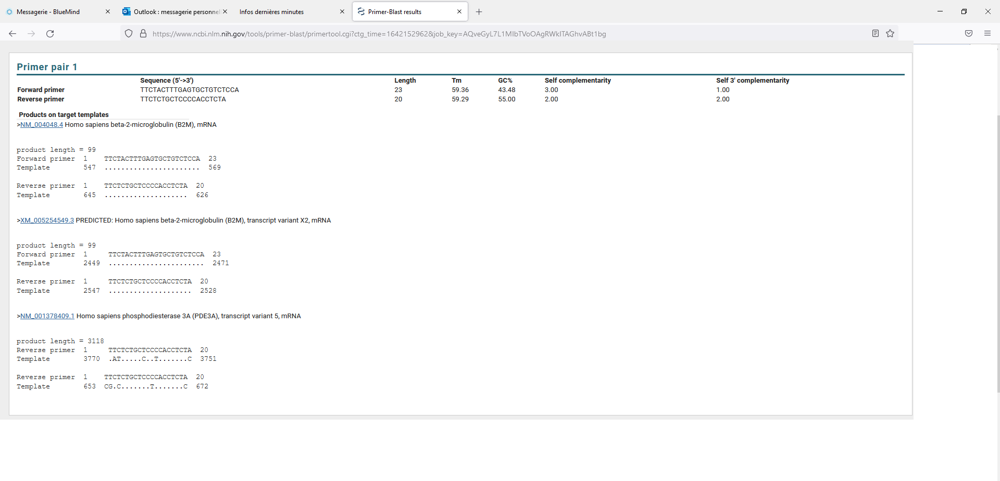 Messagerie - BlueMind
Outlook : messagerie personnel
Infos dernières minutes
Primer-Blast results
https://www.ncbi.nlm.nih.gov/tools/primer-blast/primertool.cgi?ctg_time=1642152962&job_key=AQveGyL7L1MIbTVoOAgRWkITAGhvABt1bg
Primer pair 1
Sequence (5'->3') Length Tm GC% Self complementarity Self 3' complementarity
Forward primer TTCTACTTTGAGTGCTGTCTCCA 23 59.36 43.48 3.00 1.00
Reverse primer TTCTCTGCTCCCCACCTCTA 20 59.29 55.00 2.00 2.00
Products on target templates
>NM_004048.4 Homo sapiens beta-2-microglobulin (B2M), mRNA
product length = 99
Forward primer 1 TTCTACTTTGAGTGCTGTCTCCA 23
Template 547 ....................... 569
Reverse primer 1 TTCTCTGCTCCCCACCTCTA 20
Template 645 .................... 626
>XM_005254549.3 PREDICTED: Homo sapiens beta-2-microglobulin (B2M), transcript variant X2, mRNA
product length = 99
Forward primer 1 TTCTACTTTGAGTGCTGTCTCCA 23
Template 2449 ....................... 2471
Reverse primer 1 TTCTCTGCTCCCCACCTCTA 20
Template 2547 .................... 2528
>NM_001378409.1 Homo sapiens phosphodiesterase 3A (PDE3A), transcript variant 5, mRNA
product length = 3118
Reverse primer 1 TTCTCTGCTCCCCACCTCTA 20
Template 3770 .AT.....C..T.......C 3751
Reverse primer 1 TTCTCTGCTCCCCACCTCTA 20
Template 653 CG.C.......T.......C 672